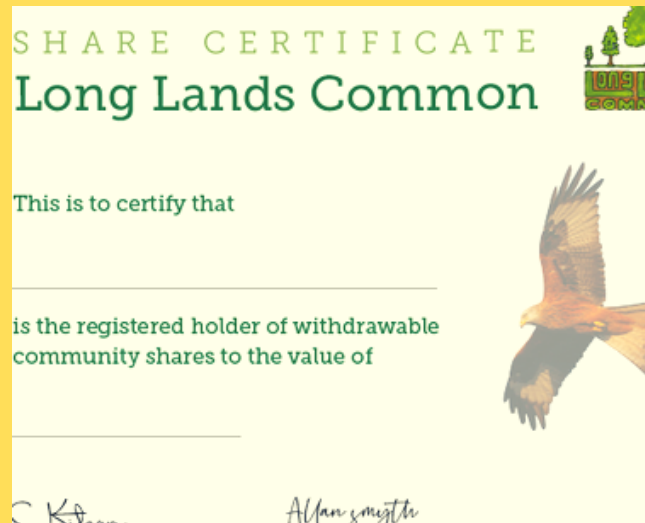 SHARE CERTIFICATE
Long Lands Common
This is to certify that
is the registered holder of withdrawable
community shares to the value of
Allan smyth